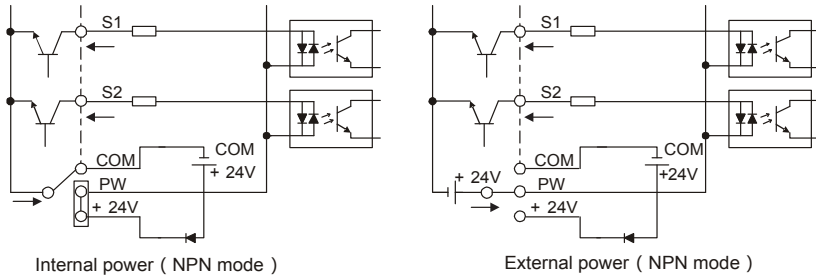 S1
S2
COM
COM
+ 24V
PW
+ 24V
Internal power ( NPN mode )
S1
S2
COM
COM
+24V
+ 24V
PW
+ 24V
External power ( NPN mode )